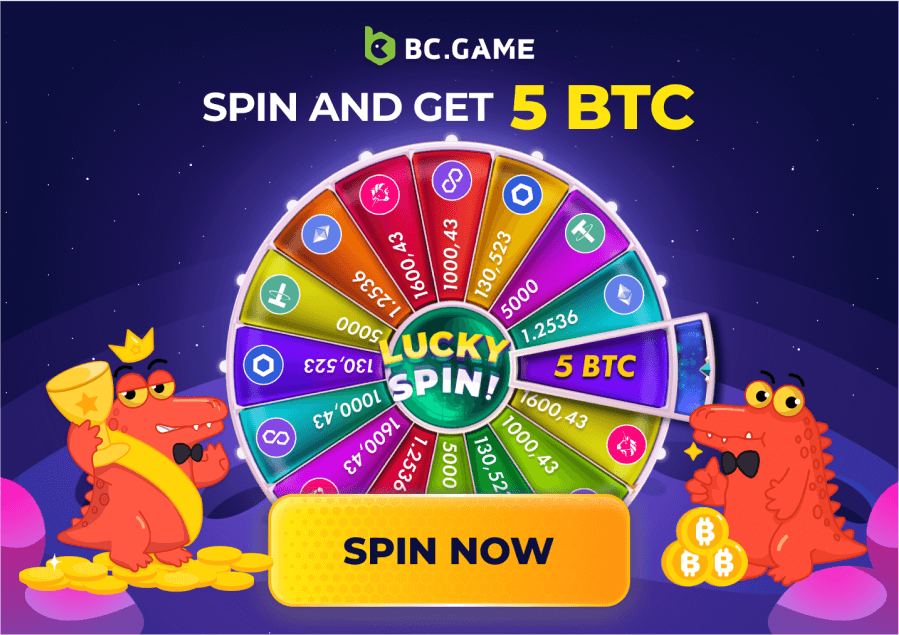 BC.GAME
SPIN AND GET 5 BTC
1000,43
1600,43
130,523
1.2536
5000
5000
1.2536
130,523
5 BTC
LUCKY
SPIN!
1000,43
1600,43
1600,43
1000,43
1.2536
5000
130,52
SPIN NOW